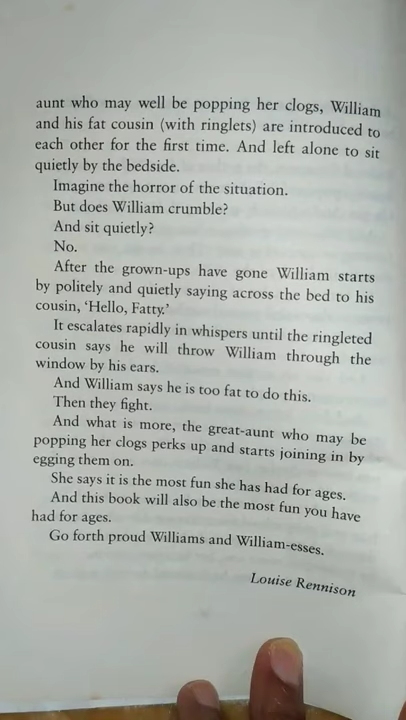 aunt who may well be popping her clogs, William
and his fat cousin (with ringlets) are introduced to
each other for the first time. And left alone to sit
quietly by the bedside.
Imagine the horror of the situation.
But does William crumble?
And sit quietly?
No.
After the grown-ups have gone William starts
by politely and quietly saying across the bed to his
cousin, ‘Hello, Fatty.’
It escalates rapidly in whispers until the ringleted
cousin says he will throw William through the
window by his ears.
And William says he is too fat to do this.
Then they fight.
And what is more, the great-aunt who may be
popping her clogs perks up and starts joining in by
egging them on.
She says it is the most fun she has had for ages.
And this book will also be the most fun you have
had for ages.
Go forth proud Williams and William-esses.
Louise Rennison